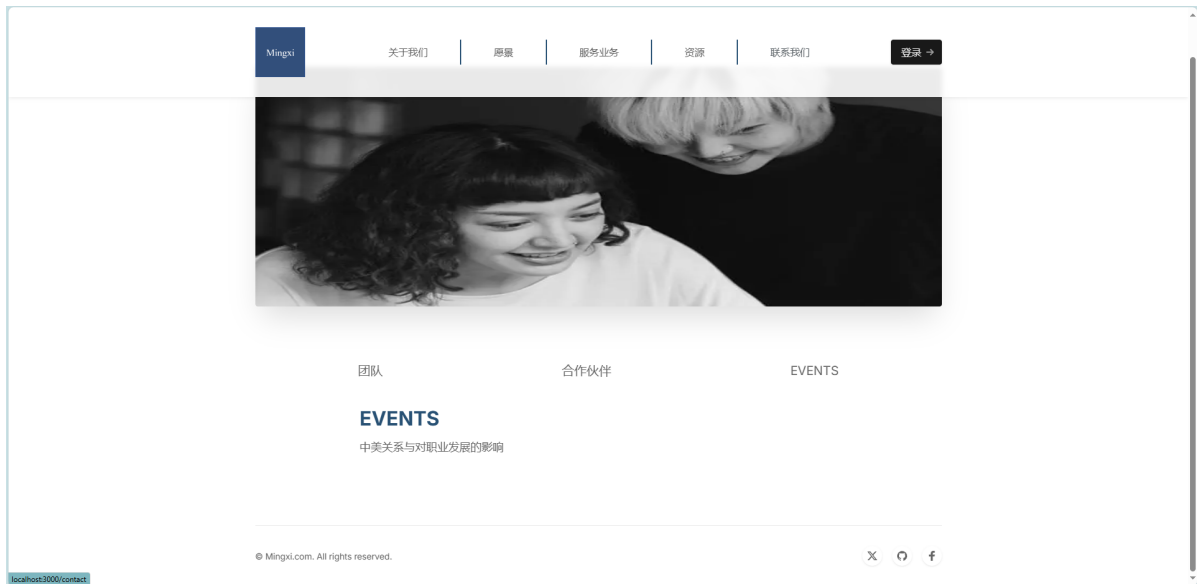 Mingxi
关于我们
愿景
服务业务
资源
联系我们
登录 →
团队
合作伙伴
EVENTS
EVENTS
中美关系与对职业发展的影响
© Mingxi.com. All rights reserved.
localhost:3000/contact